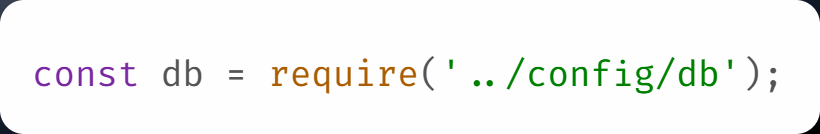 const db = require('../config/db');